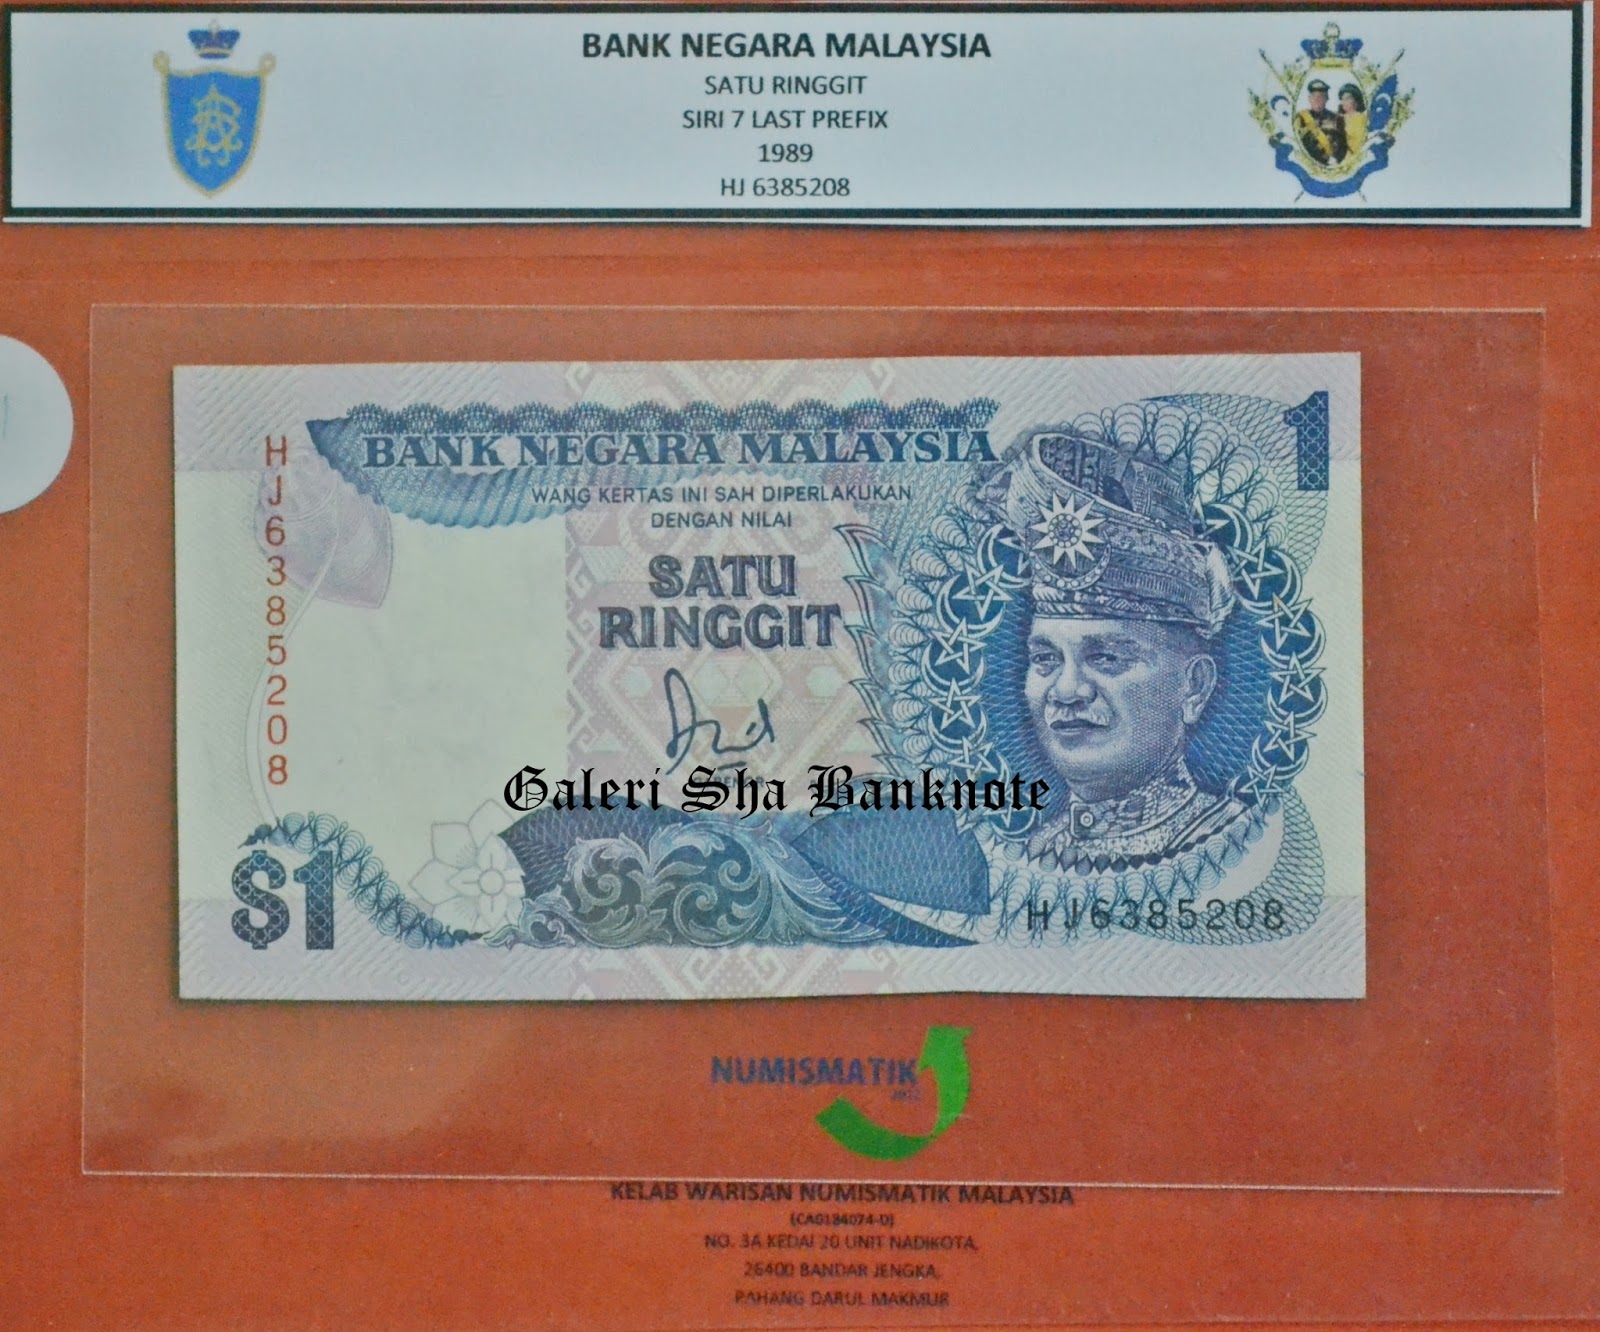 BANK NEGARA MALAYSIA
SATU RINGGIT
SIRI 7 LAST PREFIX
1989
HJ 6385208
1
BANK NEGARA MALAYSIA
WANG KERTAS INI SAH DIPERLAKUKAN
DENGAN NILAI
SATU
RINGGIT
HJ6385208
Galeri Sha Banknote
$1
HJ6385208
NUMISMATIK
KELAB WARISAN NUMISMATIK MALAYSIA
(CA0184074-D)
NO. 3A KEDAI 20 UNIT NADIKOTA,
26400 BANDAR JENGKA,
PAHANG DARUL MAKMUR